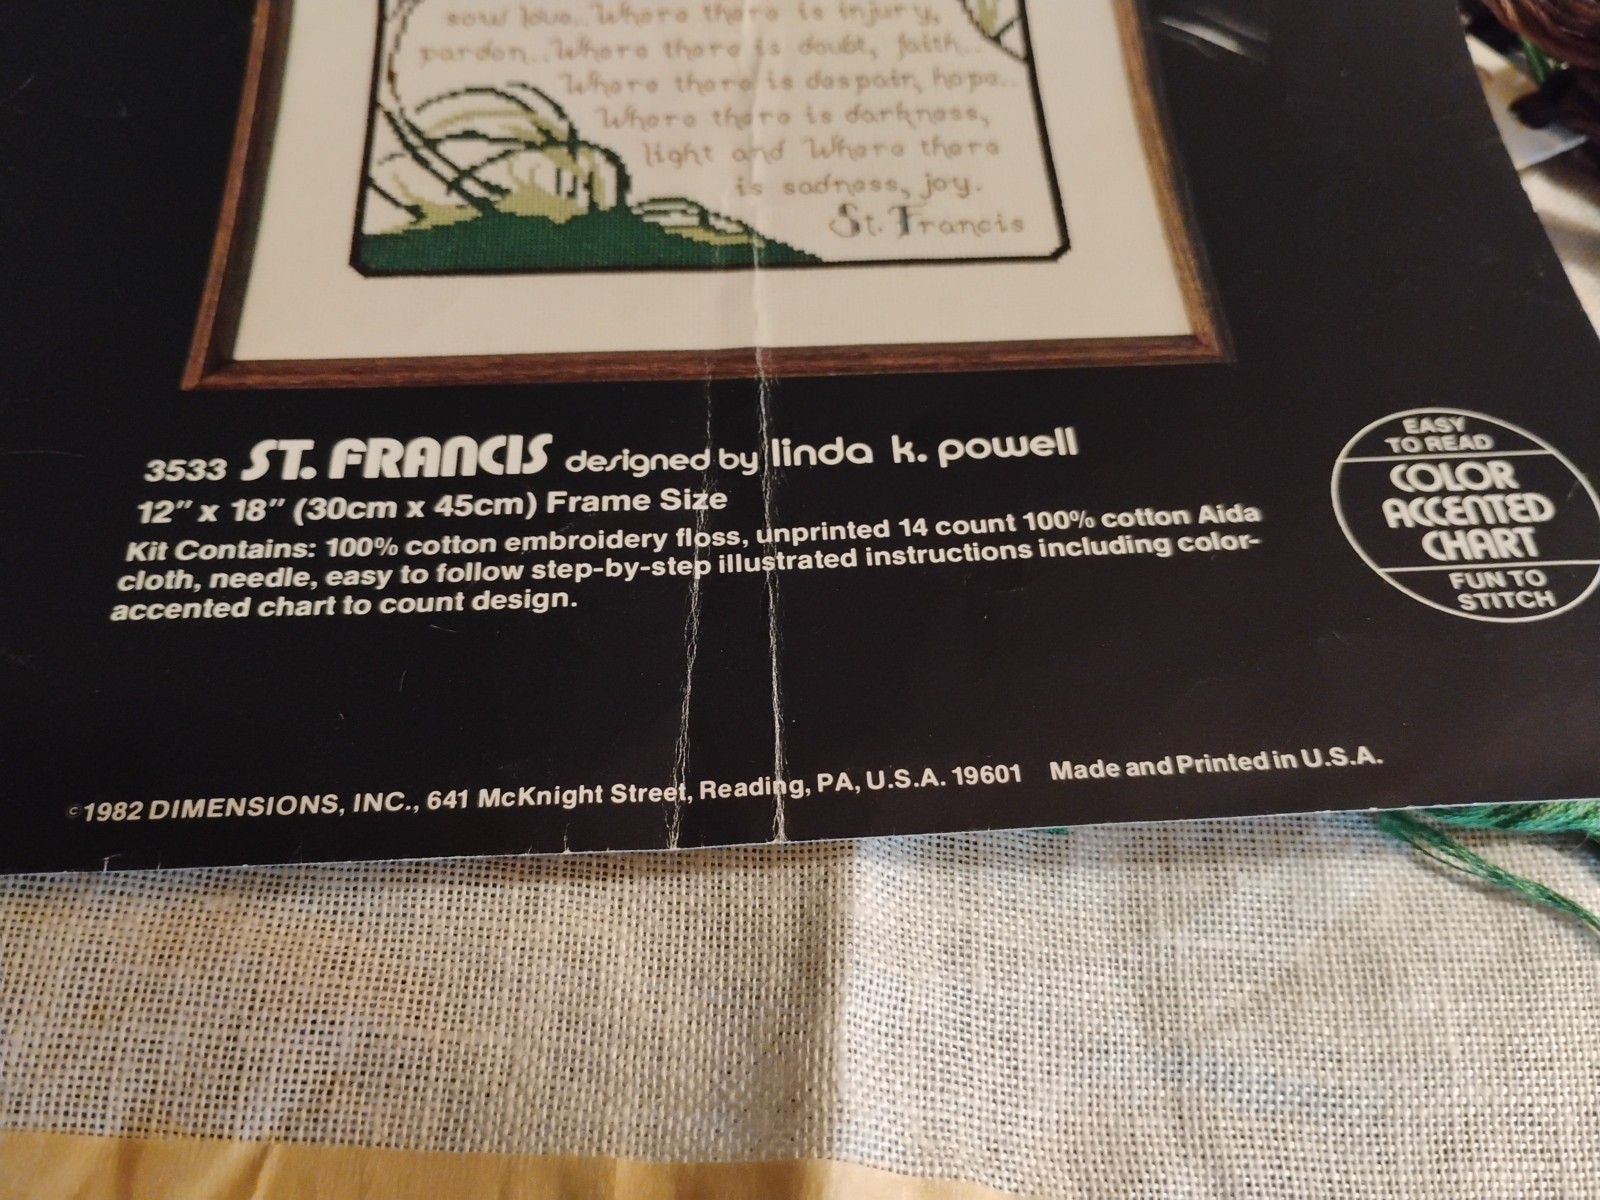 sow love..Where there is injury,
pardon..Where there is doubt, faith..
Where there is despair, hope..
Where there is darkness,
light and Where there
is sadness, joy.
St. Francis
3533 ST. FRANCIS designed by linda k. powell
12" x 18" (30cm x 45cm) Frame Size
Kit Contains: 100% cotton embroidery floss, unprinted 14 count 100% cotton Aida
cloth, needle, easy to follow step-by-step illustrated instructions including color-
accented chart to count design.
EASY
TO READ
COLOR
ACCENTED
CHART
FUN TO
STITCH
©1982 DIMENSIONS, INC., 641 McKnight Street, Reading, PA, U.S.A. 19601 Made and Printed in U.S.A.